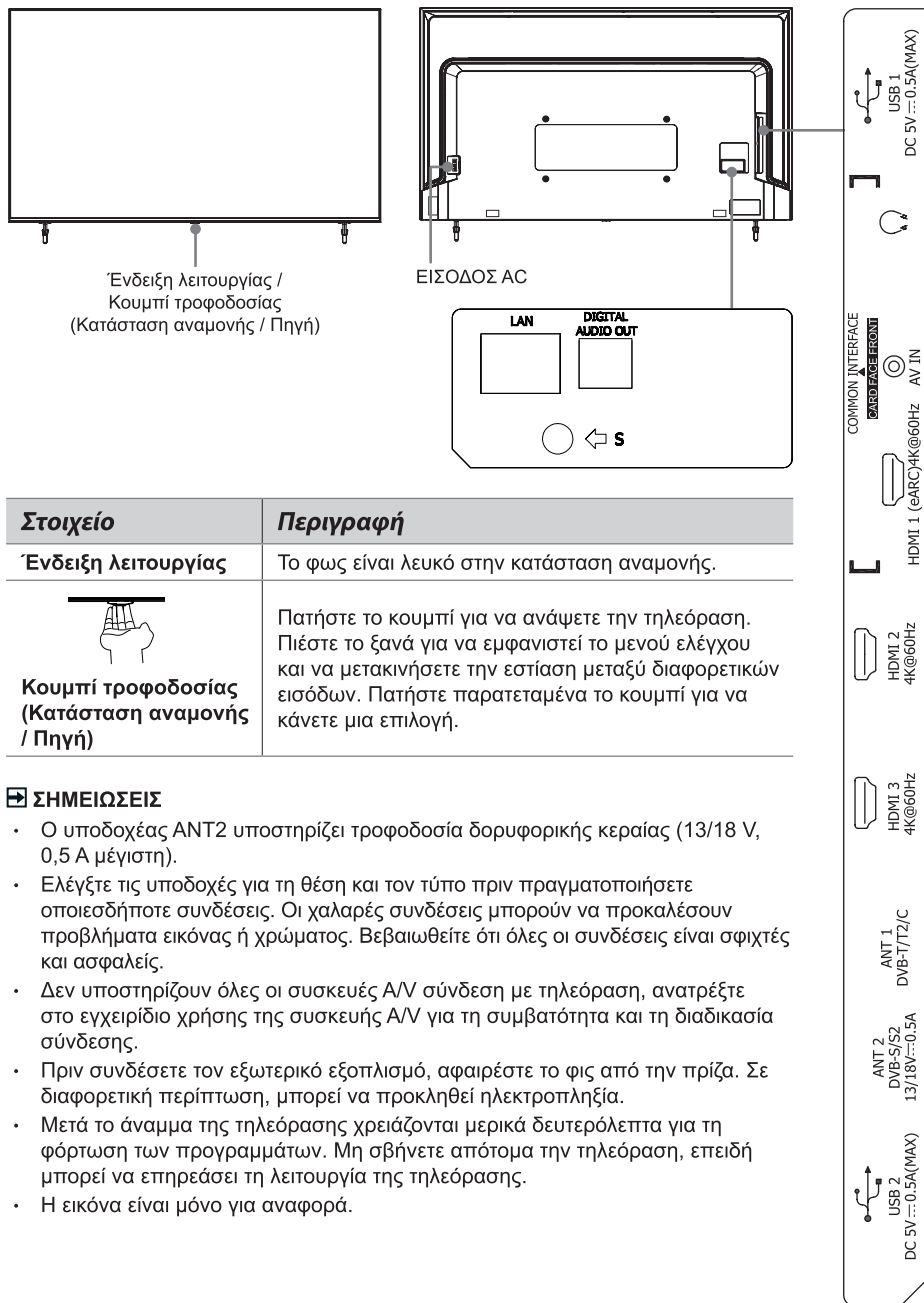 Ένδειξη λειτουργίας /
Κουμπί τροφοδοσίας
(Κατάσταση αναμονής / Πηγή)
ΕΙΣΟΔΟΣ AC
LAN
DIGITAL
AUDIO OUT
S
Στοιχείο Περιγραφή
Ένδειξη λειτουργίας Το φως είναι λευκό στην κατάσταση αναμονής.
Κουμπί τροφοδοσίας
(Κατάσταση αναμονής
/ Πηγή)
Πατήστε το κουμπί για να ανάψετε την τηλεόραση.
Πιέστε το ξανά για να εμφανιστεί το μενού ελέγχου
και να μετακινήσετε την εστίαση μεταξύ διαφορετικών
εισόδων. Πατήστε παρατεταμένα το κουμπί για να
κάνετε μια επιλογή.
ΣΗΜΕΙΩΣΕΙΣ
• Ο υποδοχέας ANT2 υποστηρίζει τροφοδοσία δορυφορικής κεραίας (13/18 V,
0,5 A μέγιστη).
• Ελέγξτε τις υποδοχές για τη θέση και τον τύπο πριν πραγματοποιήσετε
οποιεσδήποτε συνδέσεις. Οι χαλαρές συνδέσεις μπορούν να προκαλέσουν
προβλήματα εικόνας ή χρώματος. Βεβαιωθείτε ότι όλες οι συνδέσεις είναι σφιχτές
και ασφαλείς.
• Δεν υποστηρίζουν όλες οι συσκευές A/V σύνδεση με τηλεόραση, ανατρέξτε
στο εγχειρίδιο χρήσης της συσκευής A/V για τη συμβατότητα και τη διαδικασία
σύνδεσης.
• Πριν συνδέσετε τον εξωτερικό εξοπλισμό, αφαιρέστε το φις από την πρίζα. Σε
διαφορετική περίπτωση, μπορεί να προκληθεί ηλεκτροπληξία.
• Μετά το άναμμα της τηλεόρασης χρειάζονται μερικά δευτερόλεπτα για τη
φόρτωση των προγραμμάτων. Μη σβήνετε απότομα την τηλεόραση, επειδή
μπορεί να επηρεάσει τη λειτουργία της τηλεόρασης.
• Η εικόνα είναι μόνο για αναφορά.
USB 1
DC 5V ⎓ 0.5A(MAX)
COMMON INTERFACE
CARD FACE FRONT
AV IN
HDMI 1 (eARC)4K@60Hz
HDMI 2
4K@60Hz
HDMI 3
4K@60Hz
ANT 1
DVB-T/T2/C
ANT 2
DVB-S/S2
13/18V⎓0.5A
USB 2
DC 5V ⎓ 0.5A(MAX)